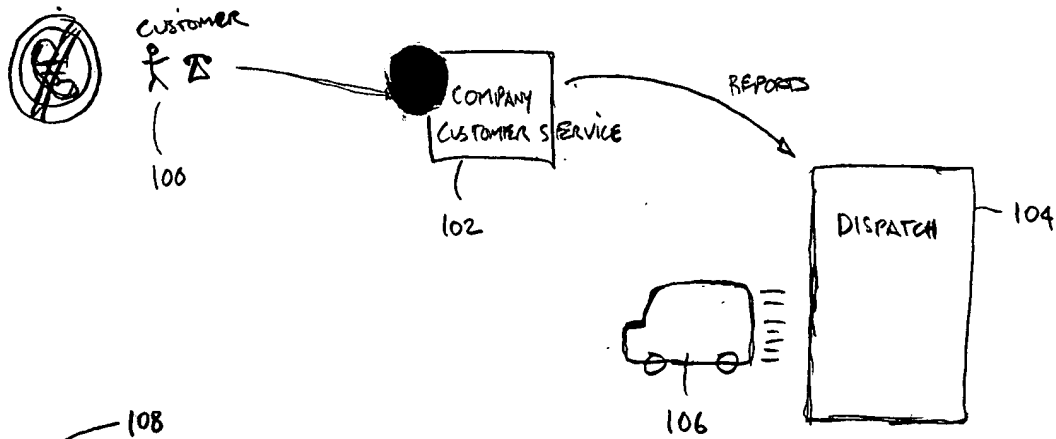 CUSTOMER
100
COMPANY
CUSTOMER SERVICE
102
REPORTS
DISPATCH
104
106
108